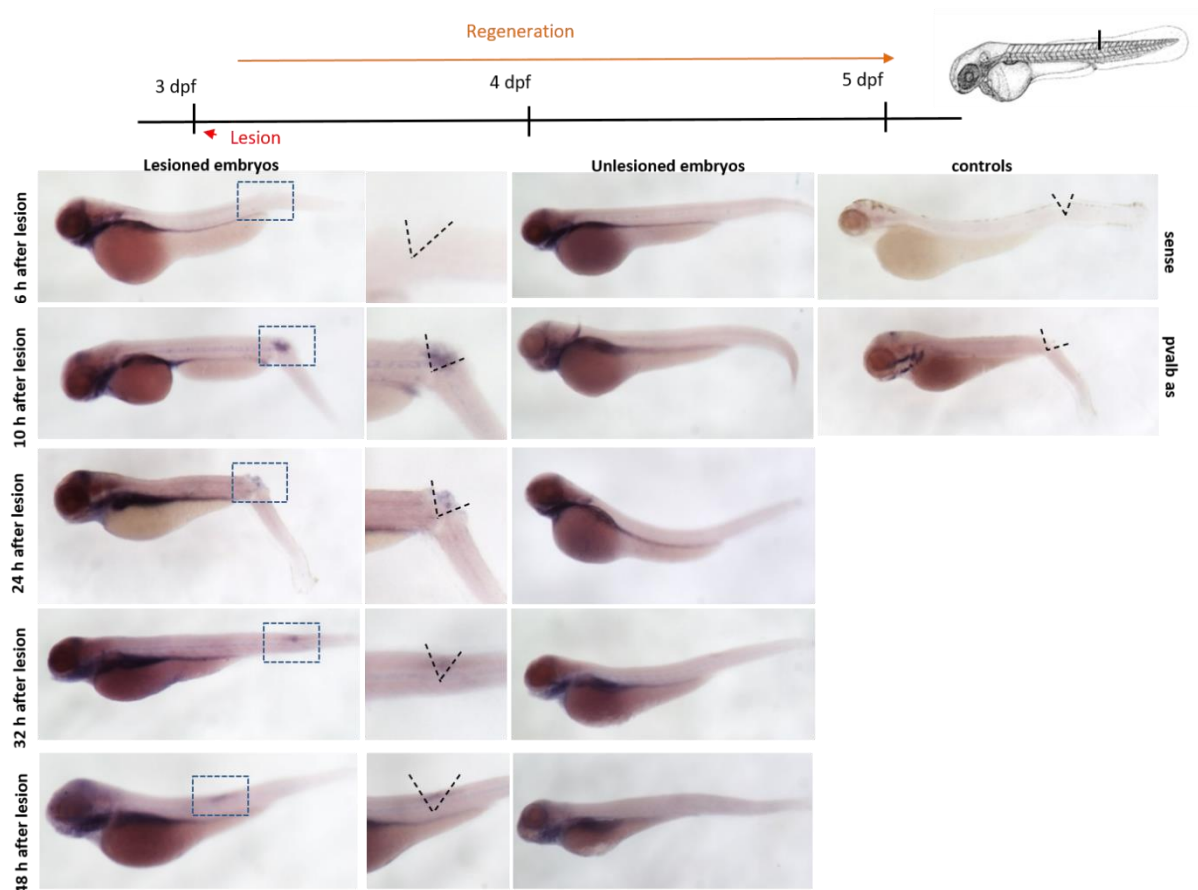 Regeneration
3 dpf
4 dpf
5 dpf
Lesion
Lesioned embryos
Unlesioned embryos
controls
6 h after lesion
sense
10 h after lesion
pvalb as
24 h after lesion
32 h after lesion
48 h after lesion